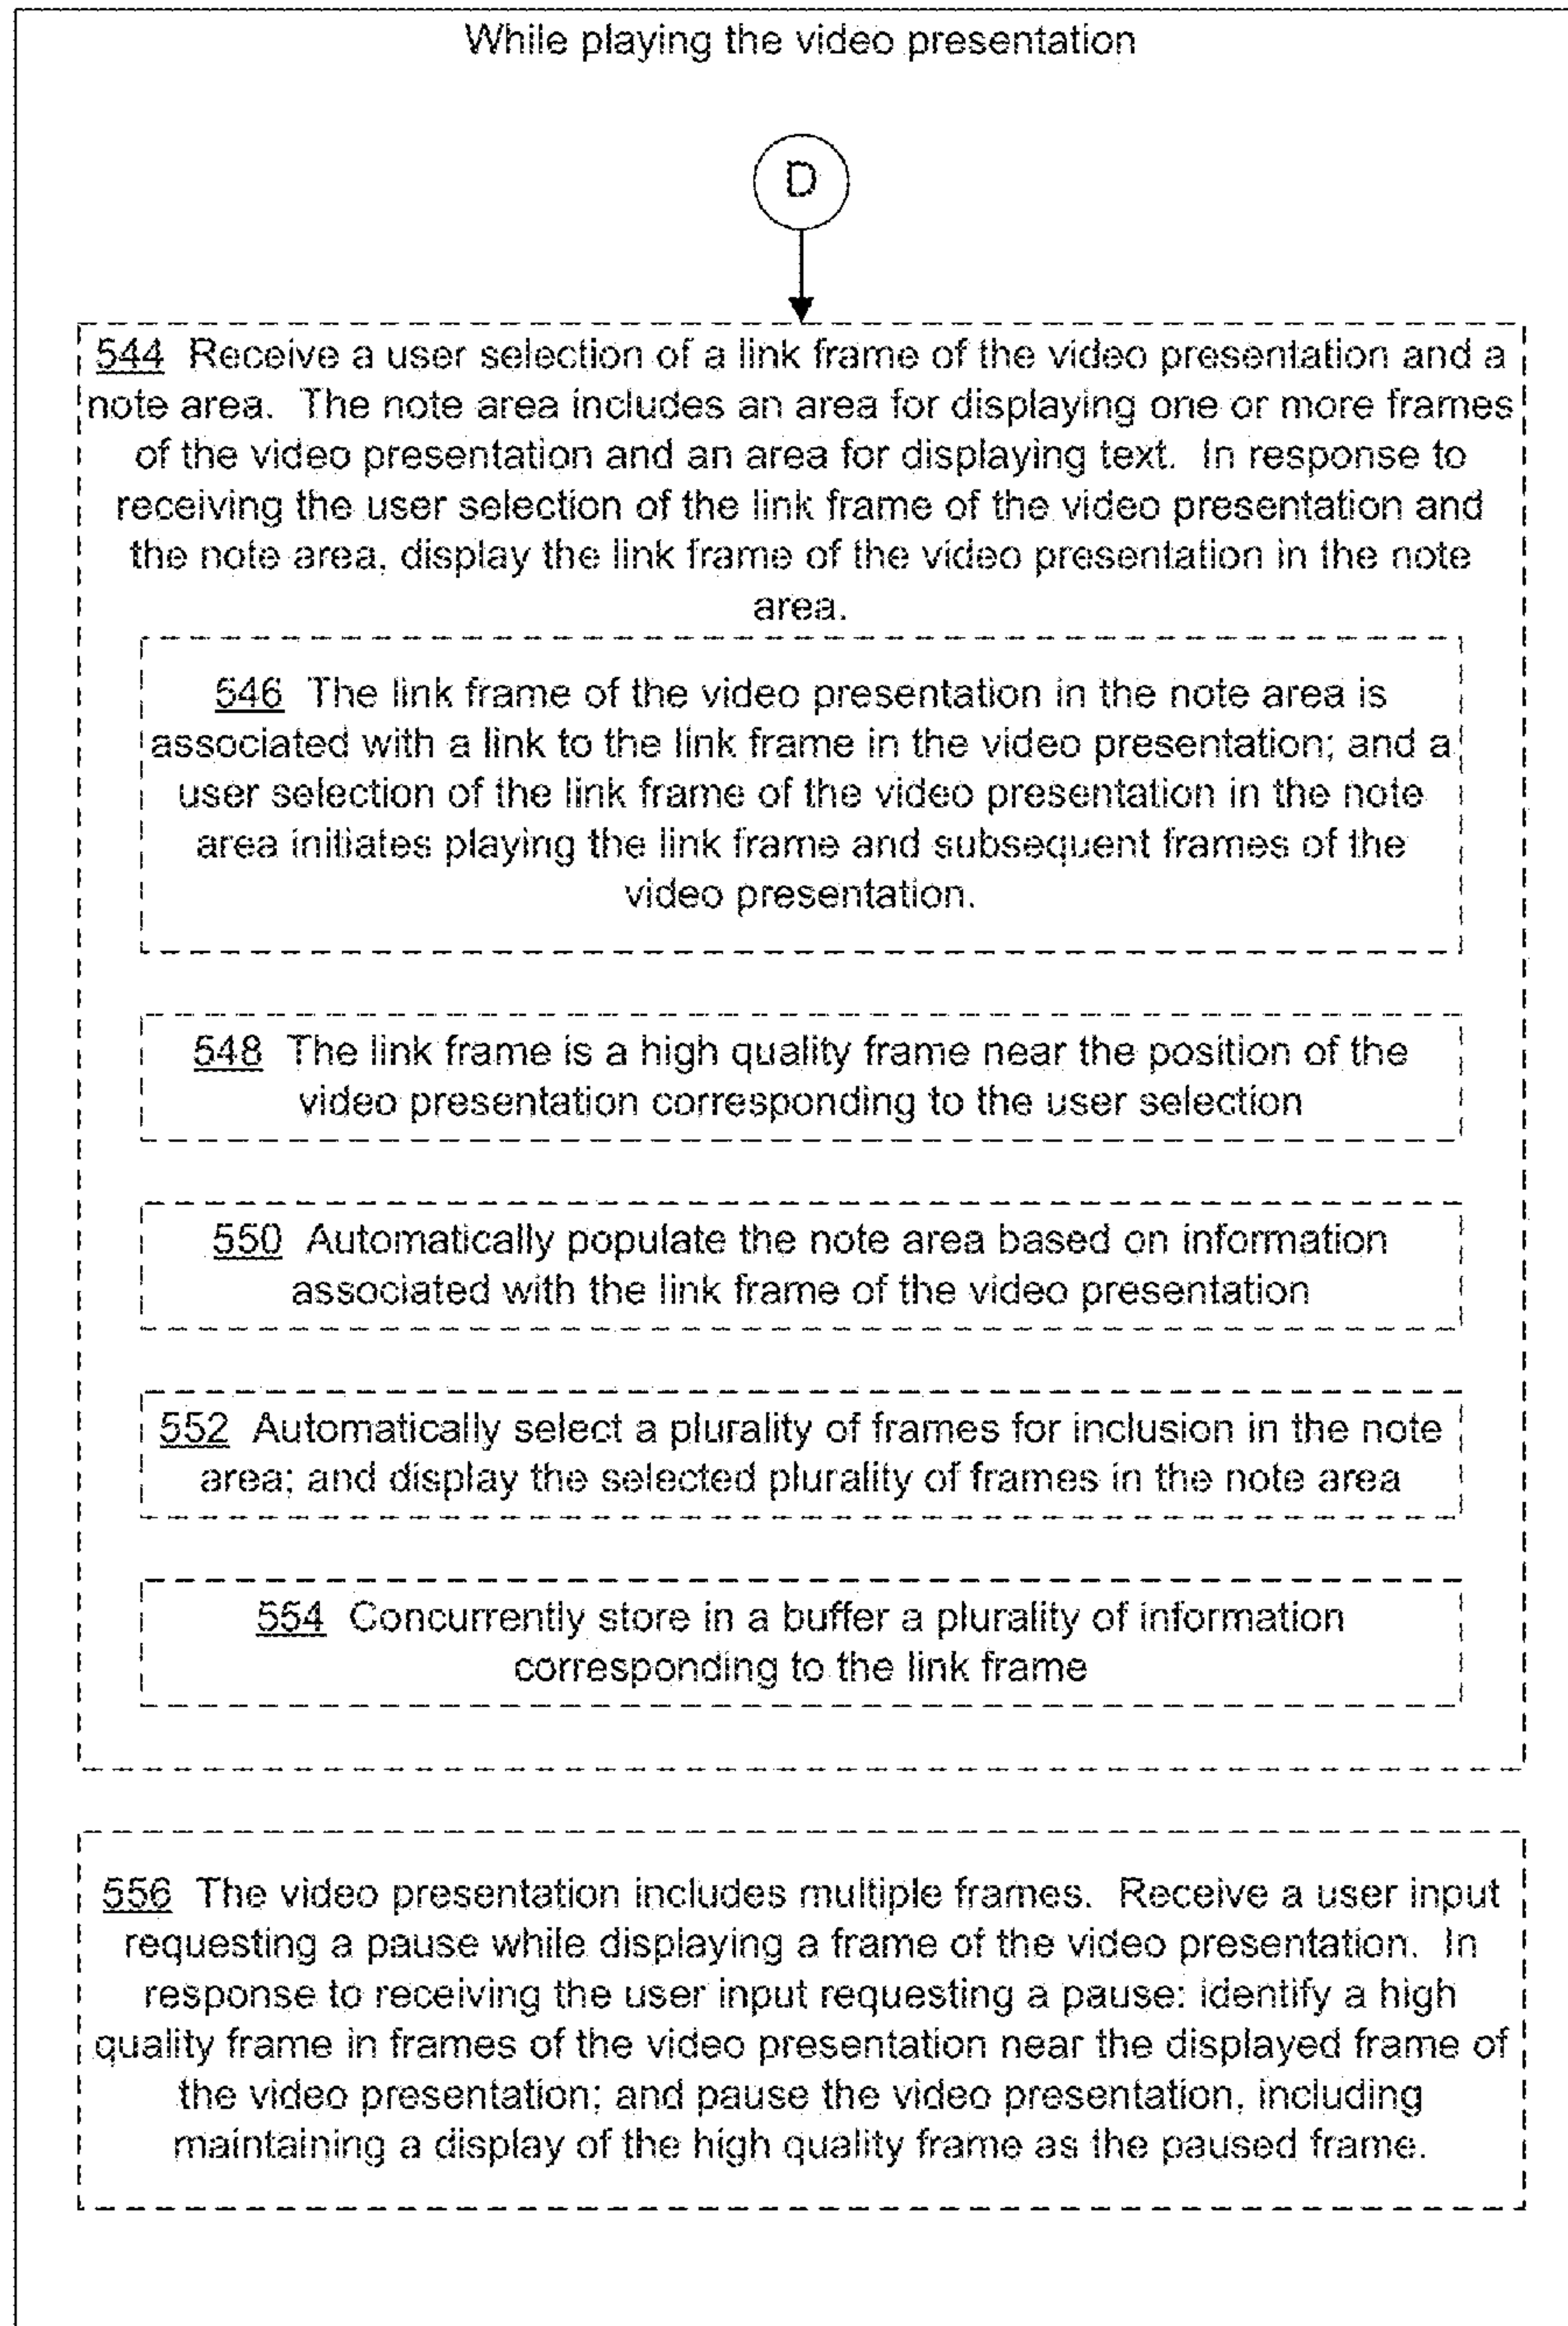 While playing the video presentation
D
544 Receive a user selection of a link frame of the video presentation and a
note area. The note area includes an area for displaying one or more frames
of the video presentation and an area for displaying text. In response to
receiving the user selection of the link frame of the video presentation and
the note area, display the link frame of the video presentation in the note
area.
546 The link frame of the video presentation in the note area is
associated with a link to the link frame in the video presentation; and a
user selection of the link frame of the video presentation in the note
area initiates playing the link frame and subsequent frames of the
video presentation.
548 The link frame is a high quality frame near the position of the
video presentation corresponding to the user selection
550 Automatically populate the note area based on information
associated with the link frame of the video presentation
552 Automatically select a plurality of frames for inclusion in the note
area; and display the selected plurality of frames in the note area
554 Concurrently store in a buffer a plurality of information
corresponding to the link frame
556 The video presentation includes multiple frames. Receive a user input
requesting a pause while displaying a frame of the video presentation. In
response to receiving the user input requesting a pause: identify a high
quality frame in frames of the video presentation near the displayed frame of
the video presentation; and pause the video presentation, including
maintaining a display of the high quality frame as the paused frame.